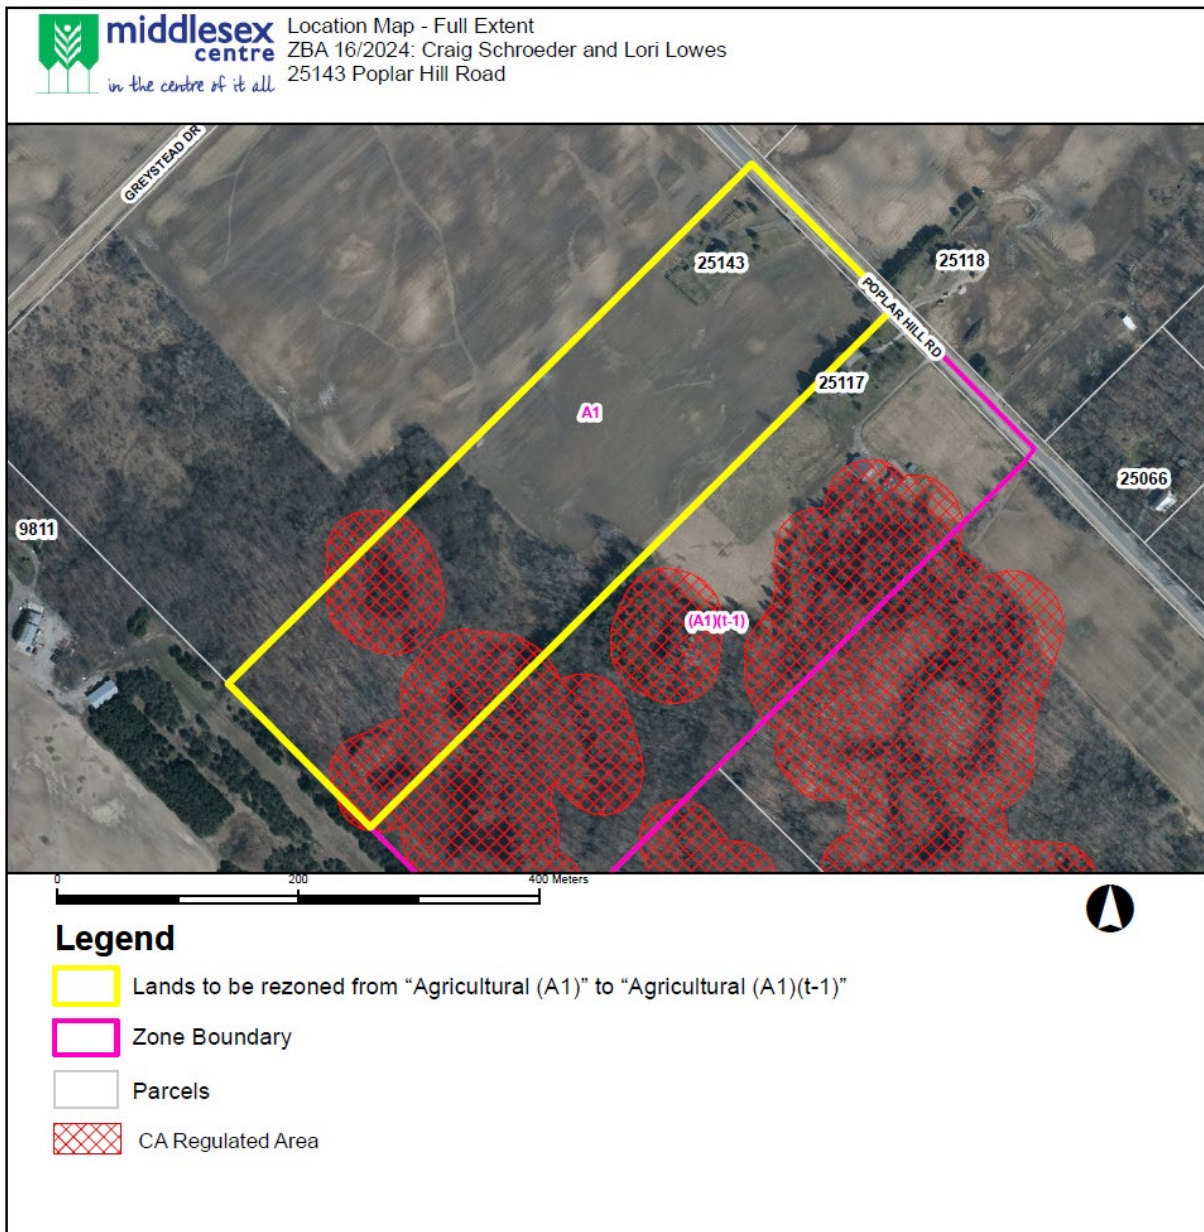 middlesex
centre
in the centre of it all
Location Map - Full Extent
ZBA 16/2024: Craig Schroeder and Lori Lowes
25143 Poplar Hill Road
GREYSTEAD DR
25143
25118
POPLAR HILL RD
25117
A1
25066
9811
(A1)(t-1)
0 200 400 Meters
Legend
Lands to be rezoned from “Agricultural (A1)” to “Agricultural (A1)(t-1)”
Zone Boundary
Parcels
CA Regulated Area